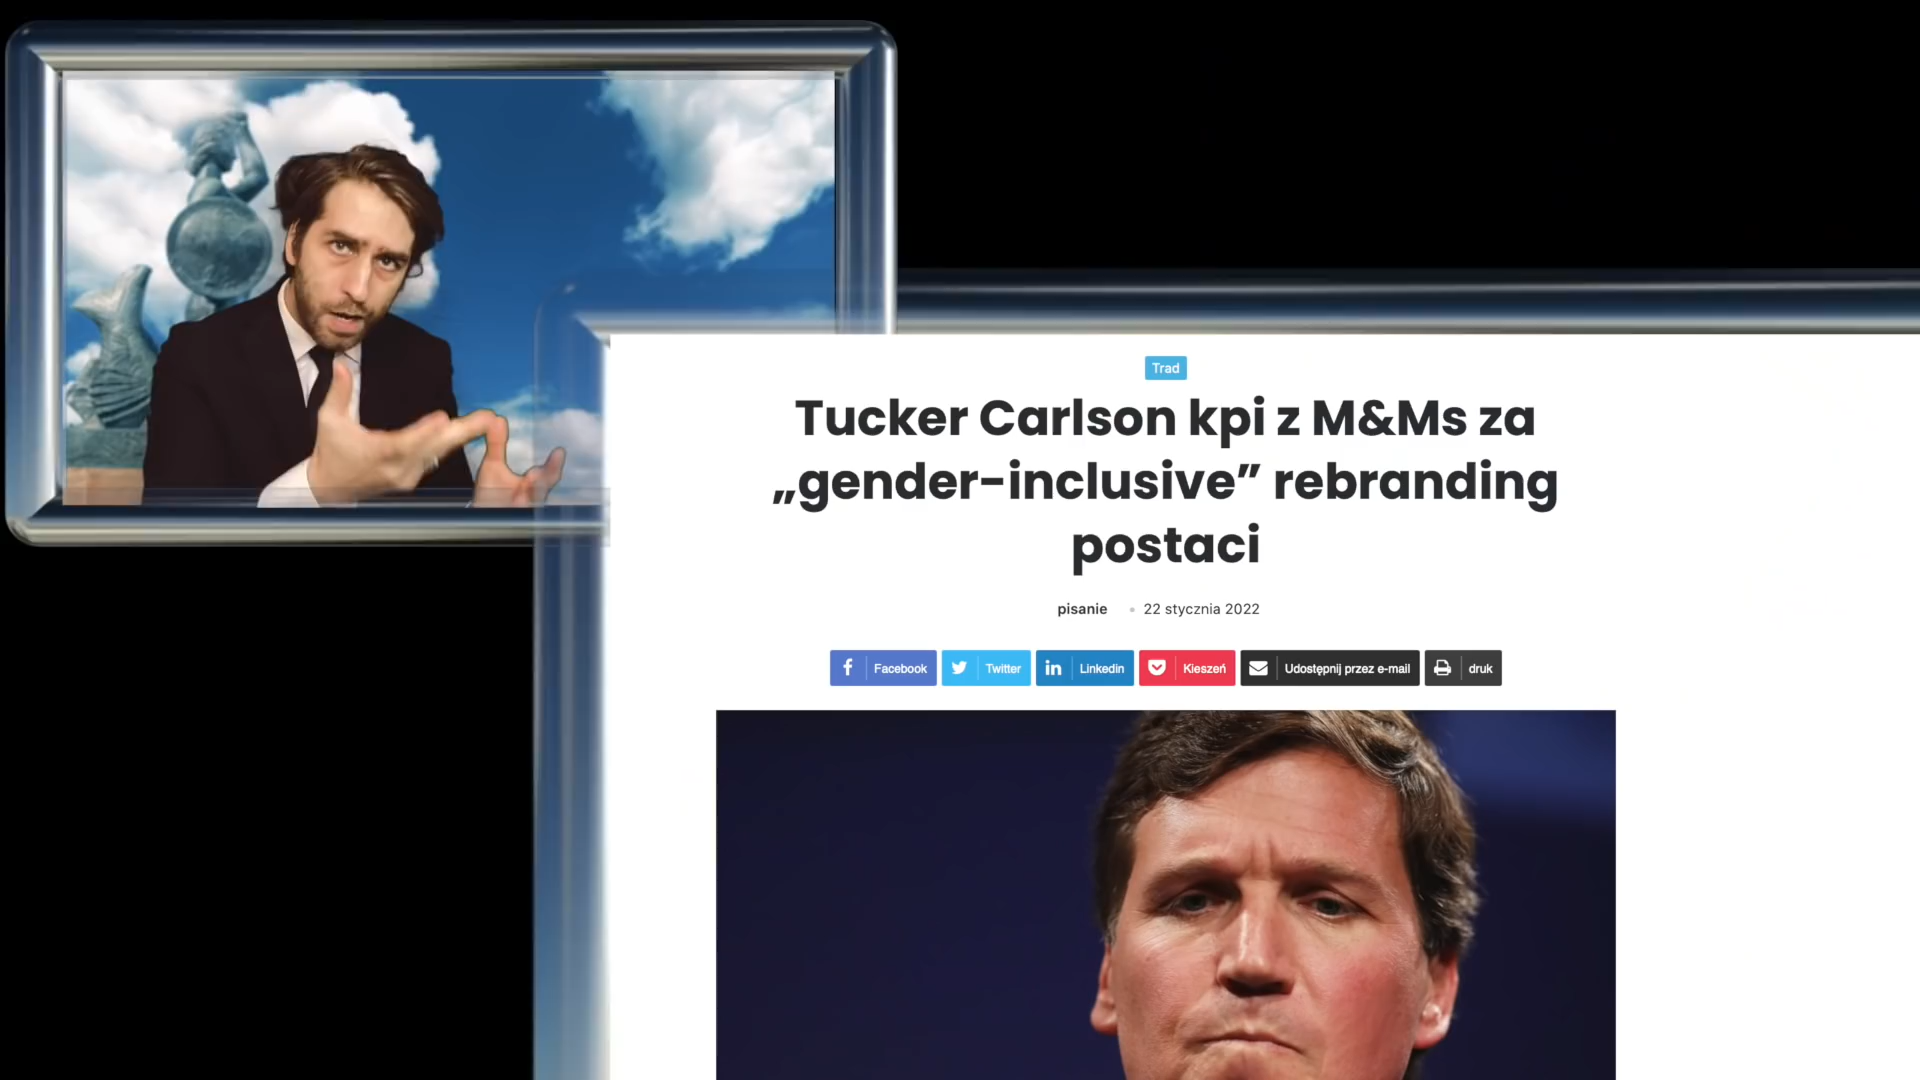 Trad
Tucker Carlson kpi z M&Ms za
„gender-inclusive” rebranding
postaci
pisanie • 22 stycznia 2022
Facebook Twitter Linkedin Kieszeń Udostępnij przez e-mail druk